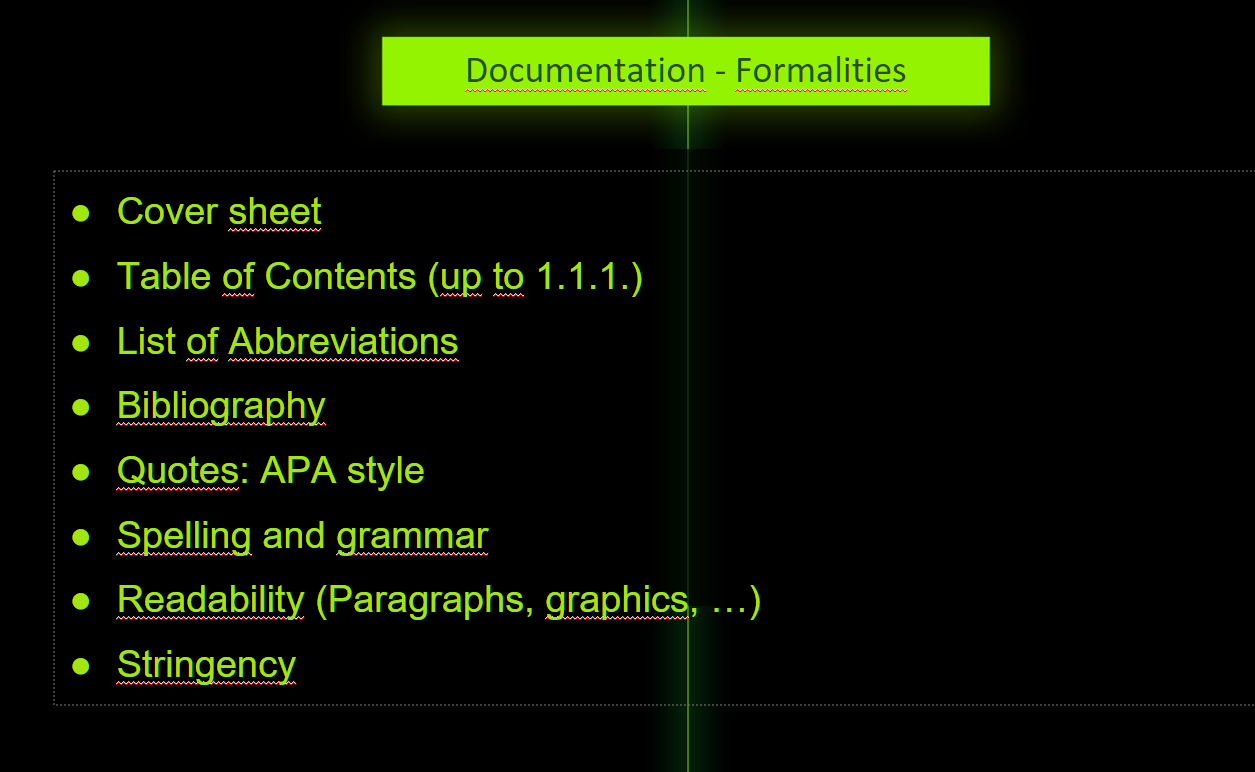 Documentation - Formalities
● Cover sheet
● Table of Contents (up to 1.1.1.)
● List of Abbreviations
● Bibliography
● Quotes: APA style
● Spelling and grammar
● Readability (Paragraphs, graphics, …)
● Stringency